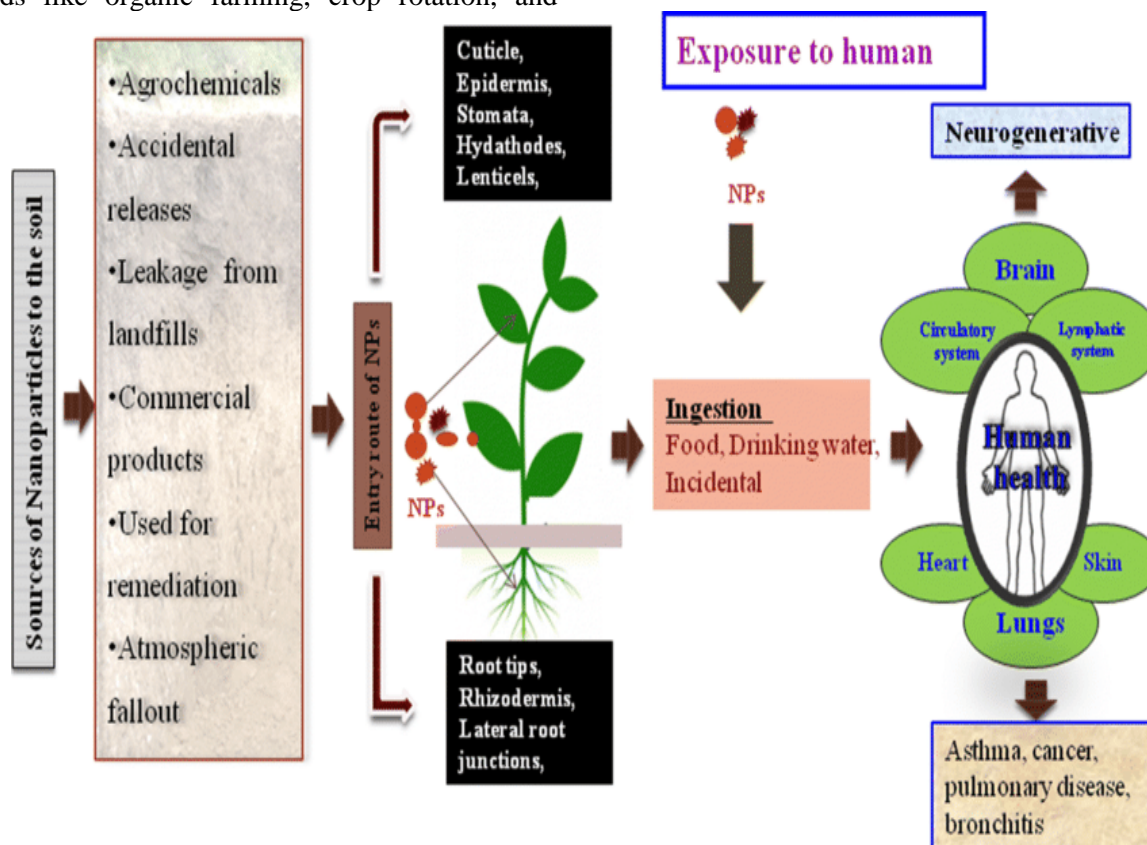 ds like organic farming, crop rotation, and
Sources of Nanoparticles to the soil
•Agrochemicals
•Accidental
releases
•Leakage from
landfills
•Commercial
products
•Used for
remediation
•Atmospheric
fallout
Entry route of NPs
Cuticle,
Epidermis,
Stomata,
Hydathodes,
Lenticels,
NPs
Root tips,
Rhizodermis,
Lateral root
junctions,
Exposure to human
NPs
Ingestion
Food, Drinking water,
Incidental
Neurogenerative
Brain
Circulatory
system
Lymphatic
system
Human
health
Heart
Skin
Lungs
Asthma, cancer,
pulmonary disease,
bronchitis